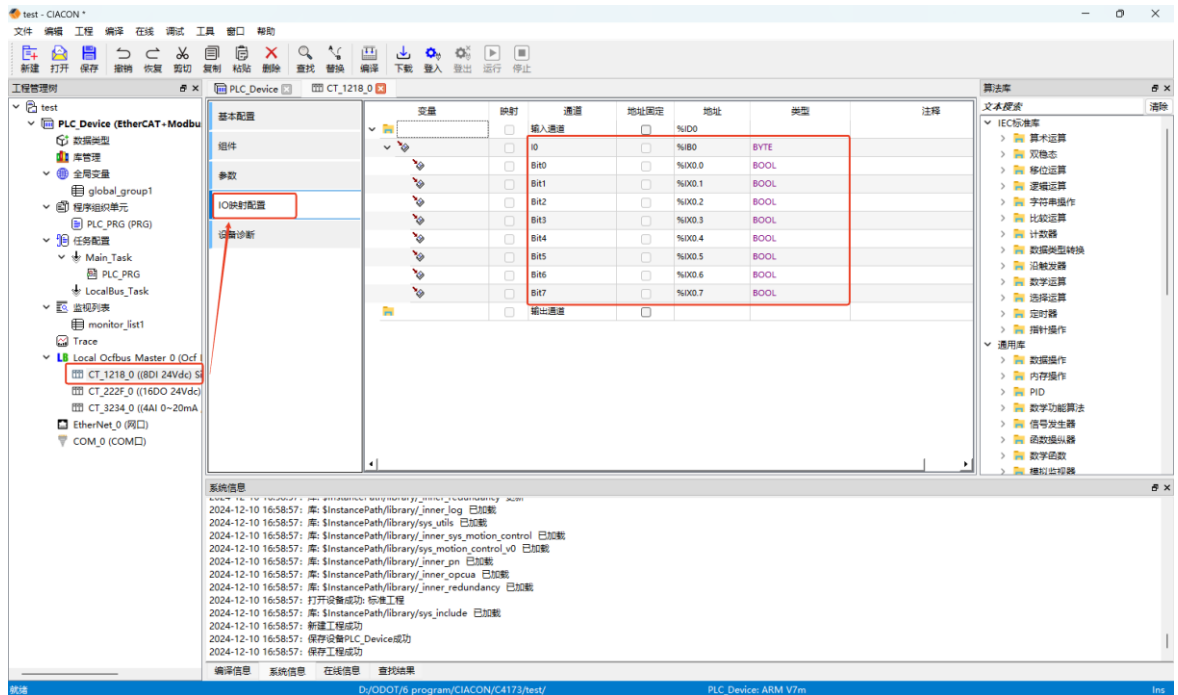 test - CIACON *
文件 编辑 工程 编译 在线 调试 工具 窗口 帮助
新建 打开 保存 撤销 恢复 剪切 复制 粘贴 删除 查找 替换 编译 下载 登入 登出 运行 停止
工程管理树
test
PLC_Device (EtherCAT+Modbu
数据类型
库管理
全局变量
global_group1
程序组织单元
PLC_PRG (PRG)
任务配置
Main_Task
PLC_PRG
LocalBus_Task
监视列表
monitor_list1
Trace
LB Local Ocfbus Master 0 (Ocf
CT_1218_0 ((8DI 24Vdc) Si
CT_222F_0 ((16DO 24Vdc)
CT_3234_0 ((4AI 0~20mA
EtherNet_0 (网口)
COM_0 (COM口)
PLC_Device CT_1218_0
基本配置
组件
参数
IO映射配置
设备诊断
变量 映射 通道 地址固定 地址 类型 注释
输入通道 %ID0
I0 %IB0 BYTE
Bit0 %IX0.0 BOOL
Bit1 %IX0.1 BOOL
Bit2 %IX0.2 BOOL
Bit3 %IX0.3 BOOL
Bit4 %IX0.4 BOOL
Bit5 %IX0.5 BOOL
Bit6 %IX0.6 BOOL
Bit7 %IX0.7 BOOL
输出通道
算法库
文本搜索 清除
IEC标准库
算术运算
双稳态
移位运算
逻辑运算
字符串操作
比较运算
计数器
数据类型转换
沿触发器
数学运算
选择运算
定时器
指针操作
通用库
数据操作
内存操作
PID
数学功能算法
信号发生器
函数操纵器
数学函数
模拟监视器
系统信息
2024-12-10 16:58:57: 库: $InstancePath/library/_inner_redundancy 更新
2024-12-10 16:58:57: 库: $InstancePath/library/_inner_log 已加载
2024-12-10 16:58:57: 库: $InstancePath/library/sys_utils 已加载
2024-12-10 16:58:57: 库: $InstancePath/library/_inner_sys_motion_control 已加载
2024-12-10 16:58:57: 库: $InstancePath/library/sys_motion_control_v0 已加载
2024-12-10 16:58:57: 库: $InstancePath/library/_inner_pn 已加载
2024-12-10 16:58:57: 库: $InstancePath/library/_inner_opcua 已加载
2024-12-10 16:58:57: 库: $InstancePath/library/_inner_redundancy 已加载
2024-12-10 16:58:57: 打开设备成功: 标准工程
2024-12-10 16:58:57: 库: $InstancePath/library/sys_include 已加载
2024-12-10 16:58:57: 新建工程成功
2024-12-10 16:58:57: 保存设备PLC_Device成功
2024-12-10 16:58:57: 保存工程成功
编译信息 系统信息 在线信息 查找结果
就绪 D:/ODOT/6 program/CIACON/C4173/test/ PLC_Device: ARM V7m Ins